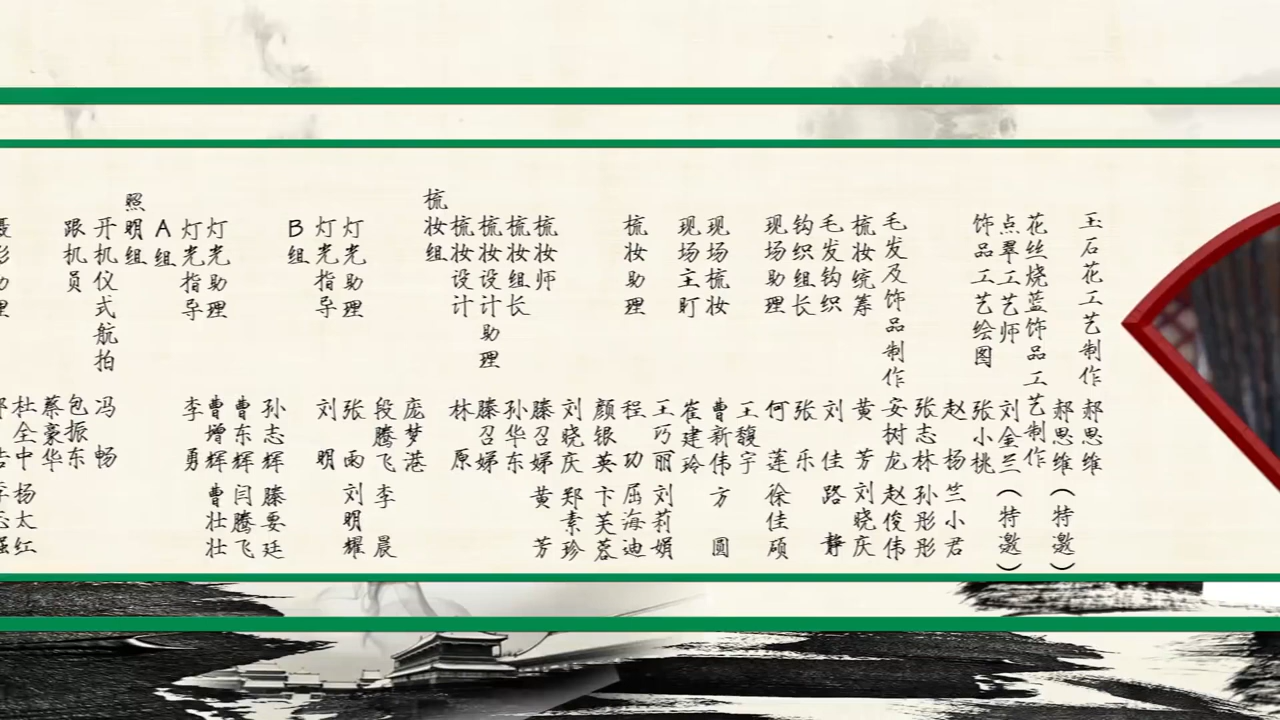 玉石花工艺制作 郝思维
郝思维（特邀）
花丝烧蓝饰品工艺制作
点翠工艺师 刘金兰（特邀）
饰品工艺绘图 张小桃
赵杨 竺小君
张志林 孙彤彤
毛发及饰品制作 安树龙 赵俊伟
梳妆统筹 黄芳 刘晓庆
毛发钩织 刘佳 路静
钩织组长 张乐
现场助理 何莲 徐佳硕
王馥宇
现场梳妆 曹新伟 方圆
现场主盯 崔建玲
王巧丽 刘莉娟
梳妆助理 程功 屈海迪
颜银英 卞芙蓉
刘晓庆 郑素珍
梳妆师 滕召娣 黄芳
梳妆组长 孙华东
梳妆设计助理 滕召娣
梳妆设计 林原
梳妆组
庞梦港
段腾飞 李晨
灯光助理 张雨 刘明耀
灯光指导 刘明
B组
孙志辉 滕要廷
曹东辉 闫腾飞
灯光助理 曹增辉 曹壮壮
灯光指导 李勇
A组
照明组
开机仪式航拍 冯畅
跟机员 包振东
蔡豪华
杜全中 杨太红